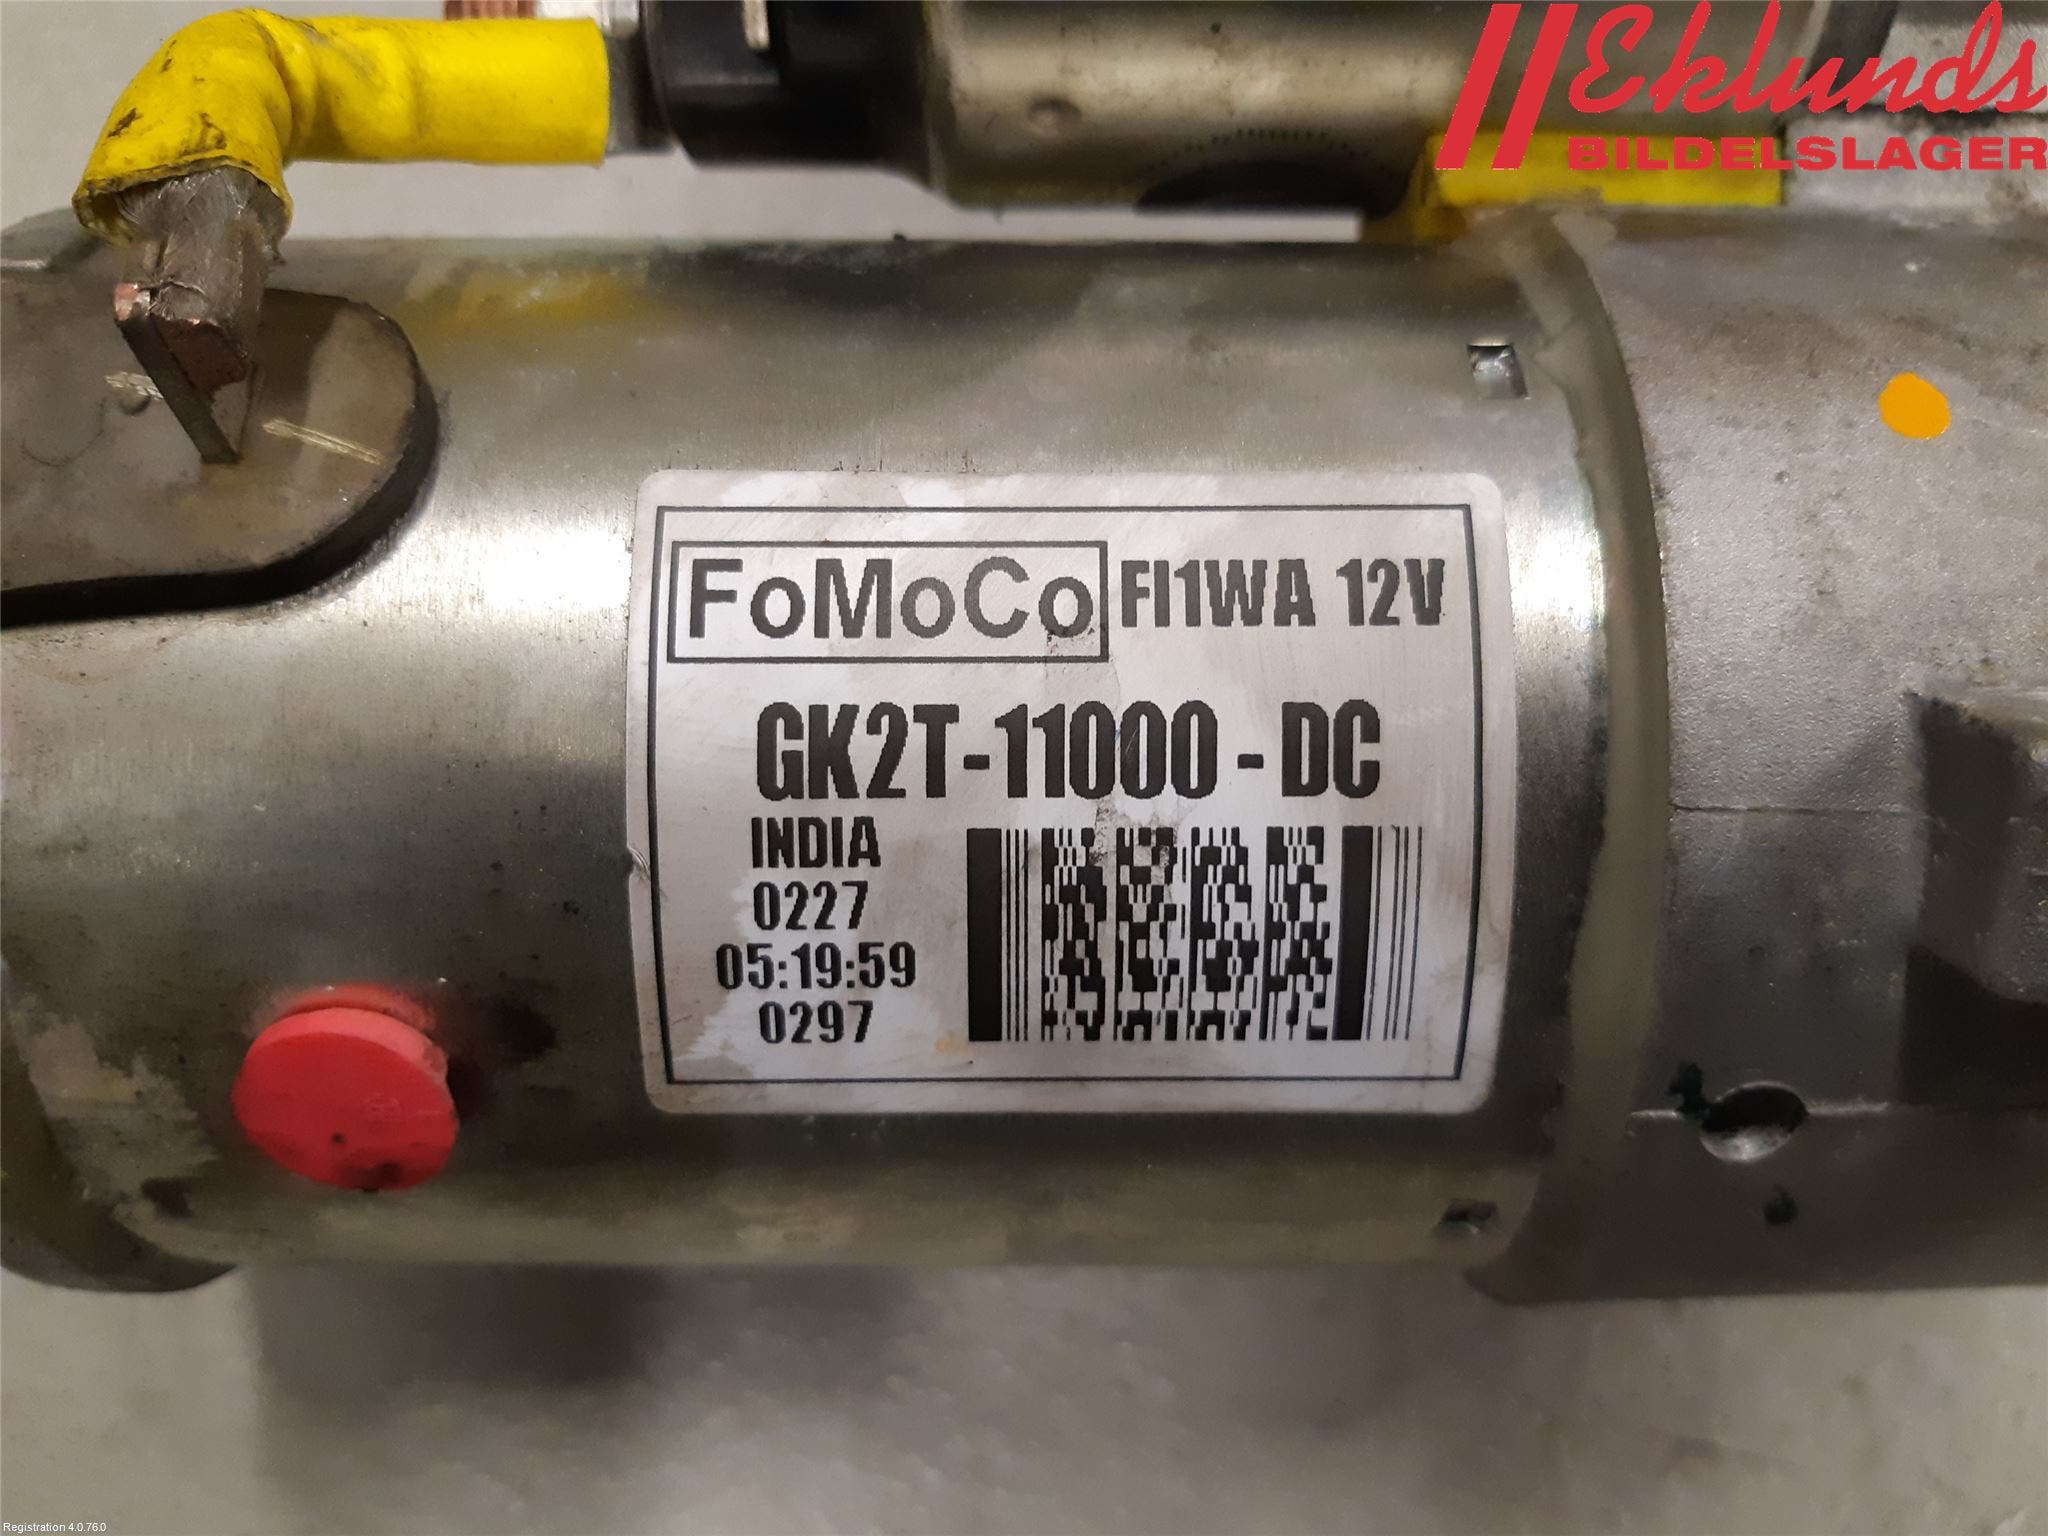 Eklunds
BILDELSLAGER
FoMoCo FI1WA 12V
GK2T-11000-DC
INDIA
0227
05:19:59
0297
Registration 4.0.76.0